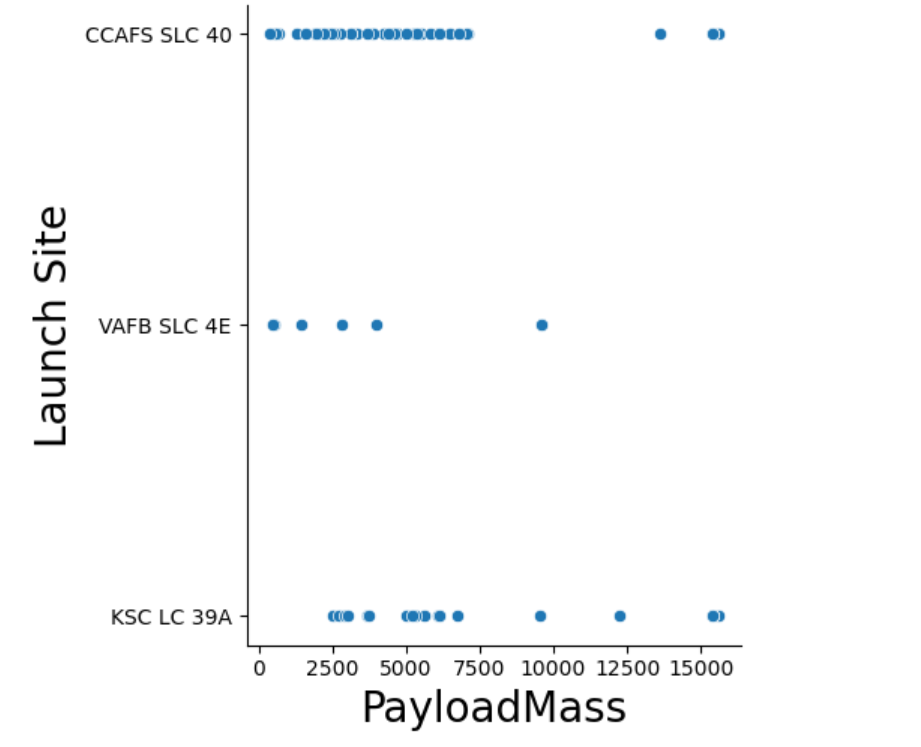 CCAFS SLC 40
VAFB SLC 4E
KSC LC 39A
Launch Site
0 2500 5000 7500 10000 12500 15000
PayloadMass